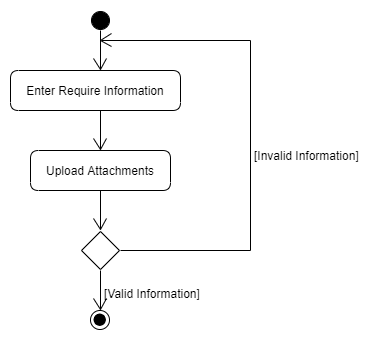 Enter Require Information
[Invalid Information]
Upload Attachments
[Valid Information]